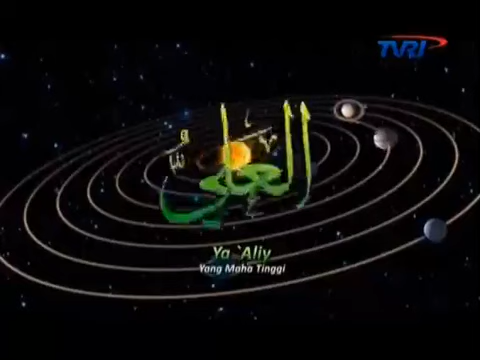 TVRI
العلي
Ya `Aliy
Yang Maha Tinggi